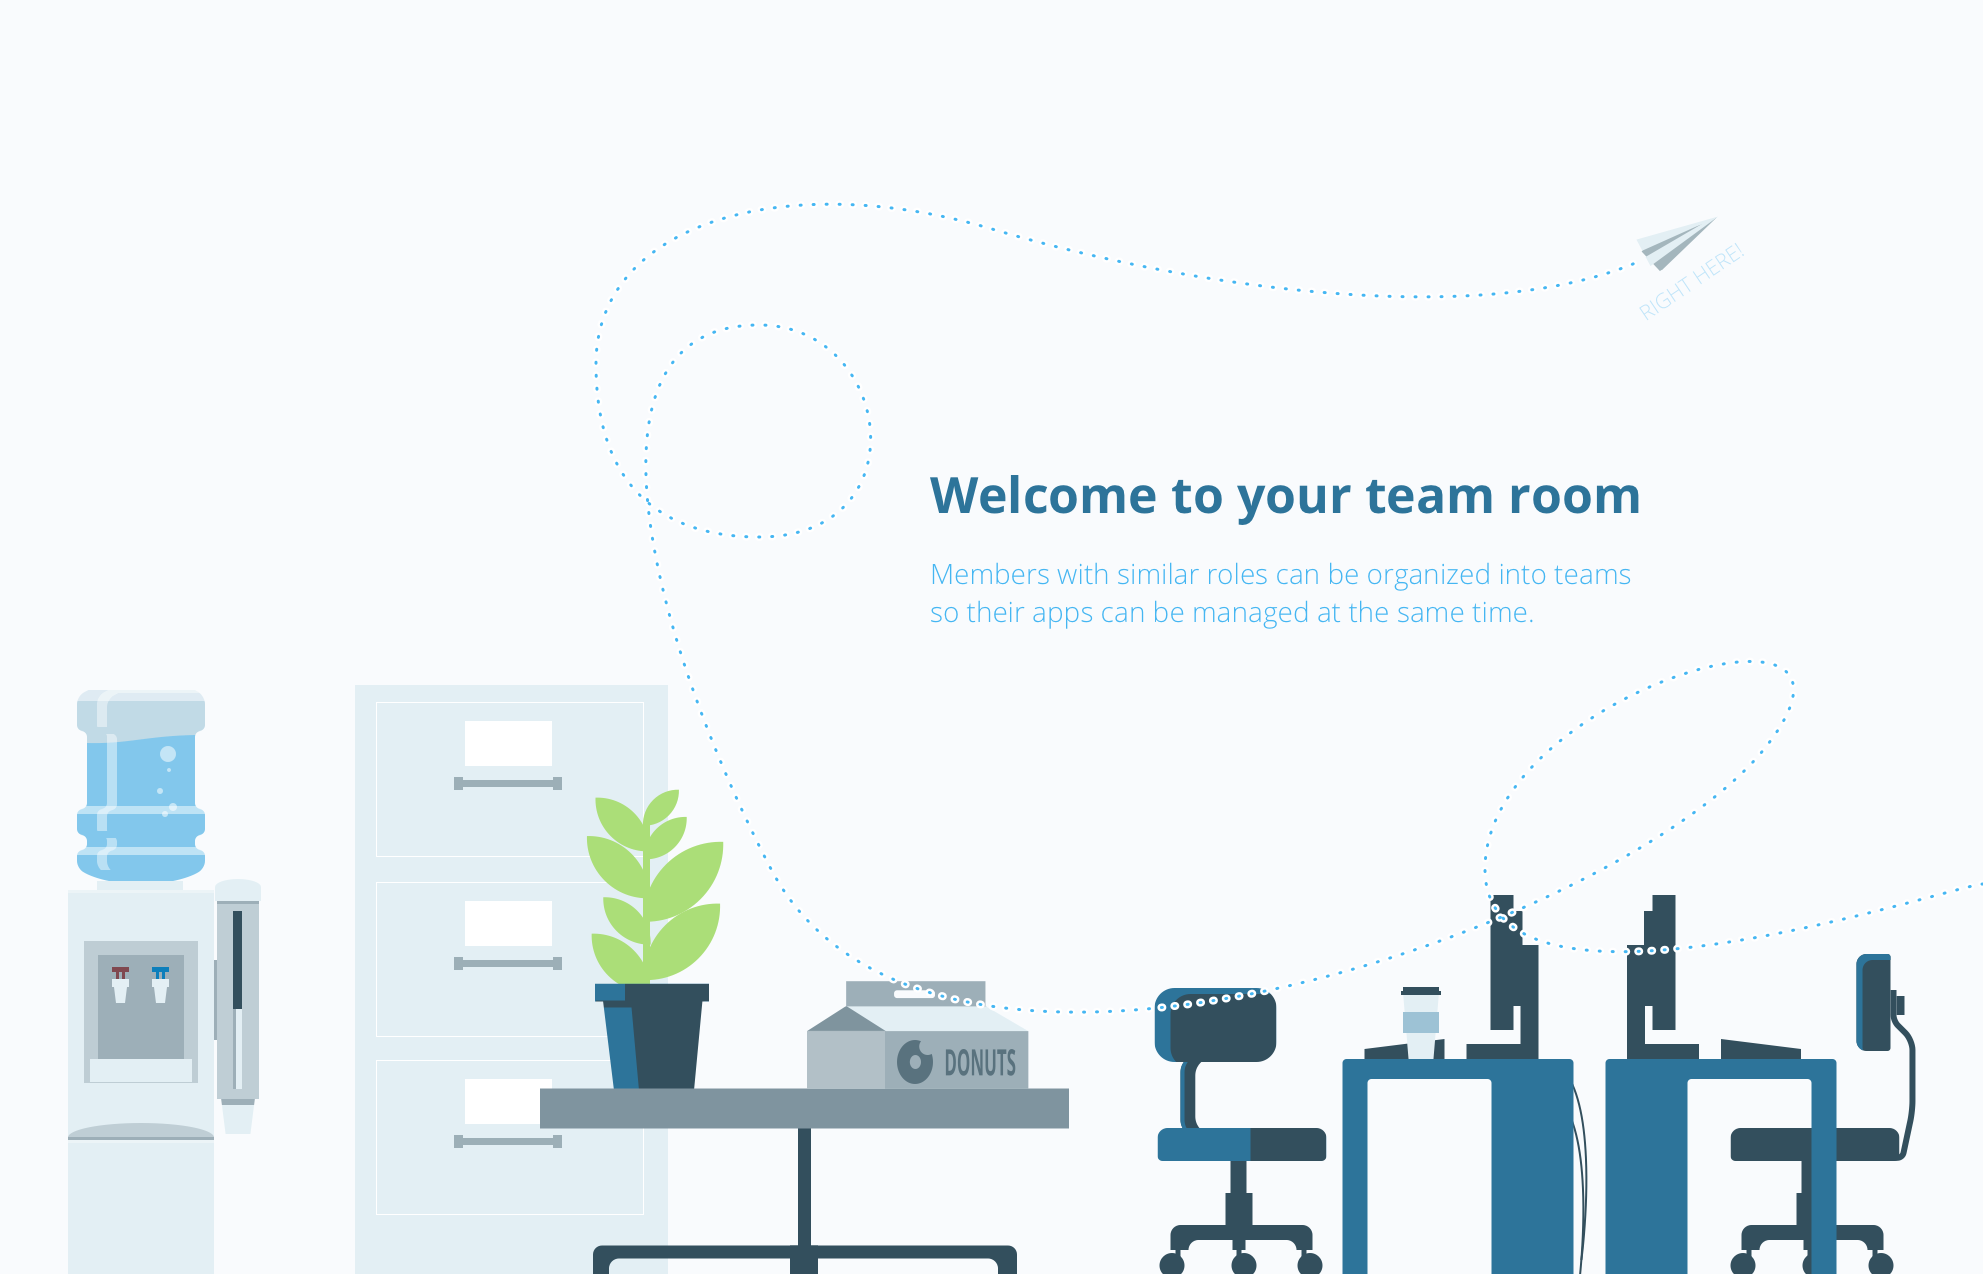 RIGHT HERE!
Welcome to your team room
Members with similar roles can be organized into teams
so their apps can be managed at the same time.
DONUTS